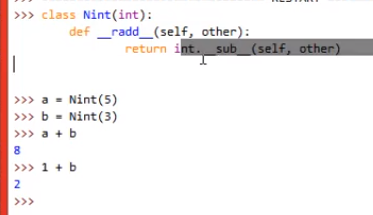 >>> class Nint(int):
        def __radd__(self, other):
                return int.__sub__(self, other)

>>> a = Nint(5)
>>> b = Nint(3)
>>> a + b
8
>>> 1 + b
2
>>>